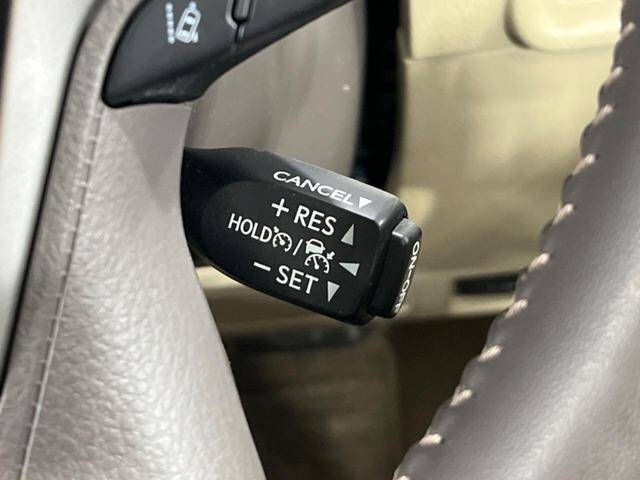 CANCEL▼
+ RES ▲
HOLD / ◀
− SET ▼
ON·OFF